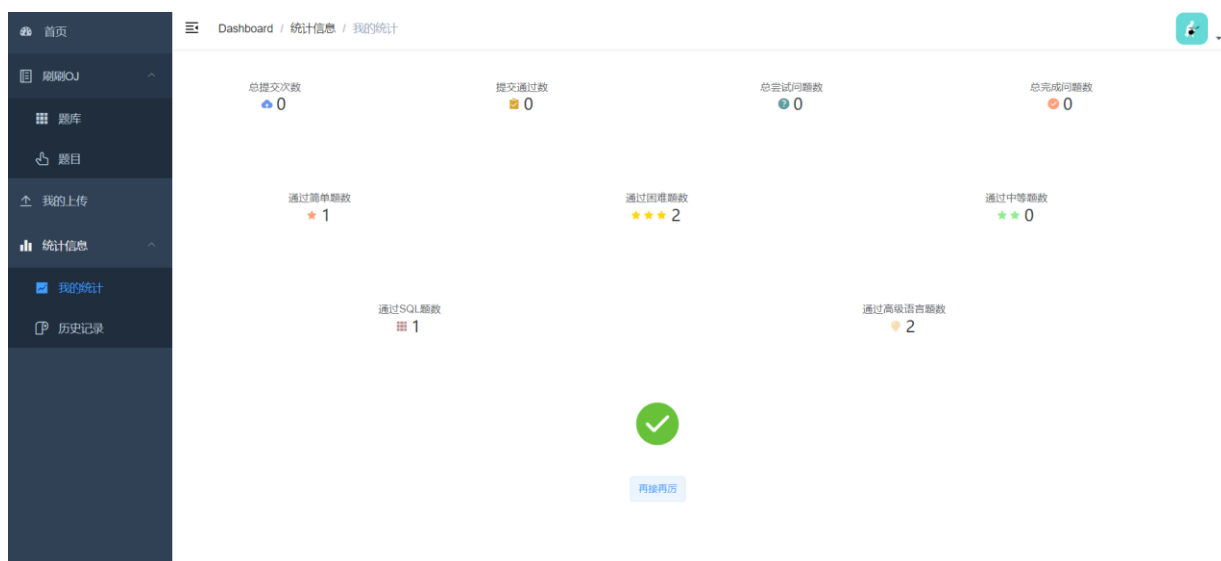 首页
刷刷OJ
题库
题目
我的上传
统计信息
我的统计
历史记录
Dashboard / 统计信息 / 我的统计
总提交次数
0
提交通过数
0
总尝试问题数
0
总完成问题数
0
通过简单题数
1
通过困难题数
2
通过中等题数
0
通过SQL题数
1
通过高级语言题数
2
再接再厉